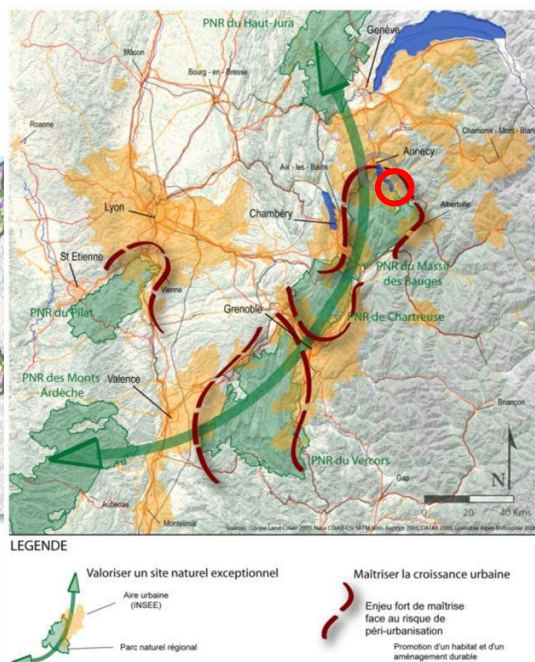 PNR du Haut-Jura
Genève
Mâcon
Bourg - en - Bresse
Roanne
Chamonix - Mont - Blanc
Annecy
Aix - les - Bains
Lyon
Albertville
Chambéry
St Etienne
PNR du Massif
des Bauges
Vienne
PNR du Pilat
Grenoble
PNR de Chartreuse
PNR des Monts
Ardèche
Valence
Briançon
PNR du Vercors
N
Gap
Aubenas
0 20 40 Kms
Montelimar
LEGENDE
Valoriser un site naturel exceptionnel
Aire urbaine
(INSEE)
Parc naturel régional
Maîtriser la croissance urbaine
Enjeu fort de maîtrise
face au risque de
péri-urbanisation
Promotion d'un habitat et d'un
aménagement durable